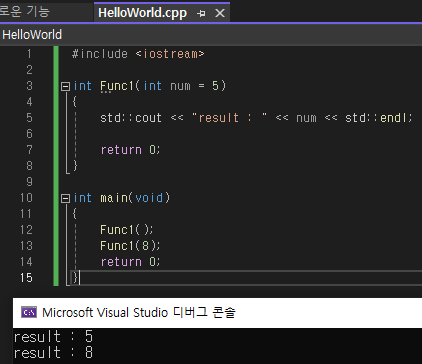 로운 기능 HelloWorld.cpp
HelloWorld
1 #include <iostream>
2
3 int Func1(int num = 5)
4 {
5 std::cout << "result : " << num << std::endl;
6
7 return 0;
8 }
9
10 int main(void)
11 {
12 Func1();
13 Func1(8);
14 return 0;
15 }
C:\ Microsoft Visual Studio 디버그 콘솔
result : 5
result : 8